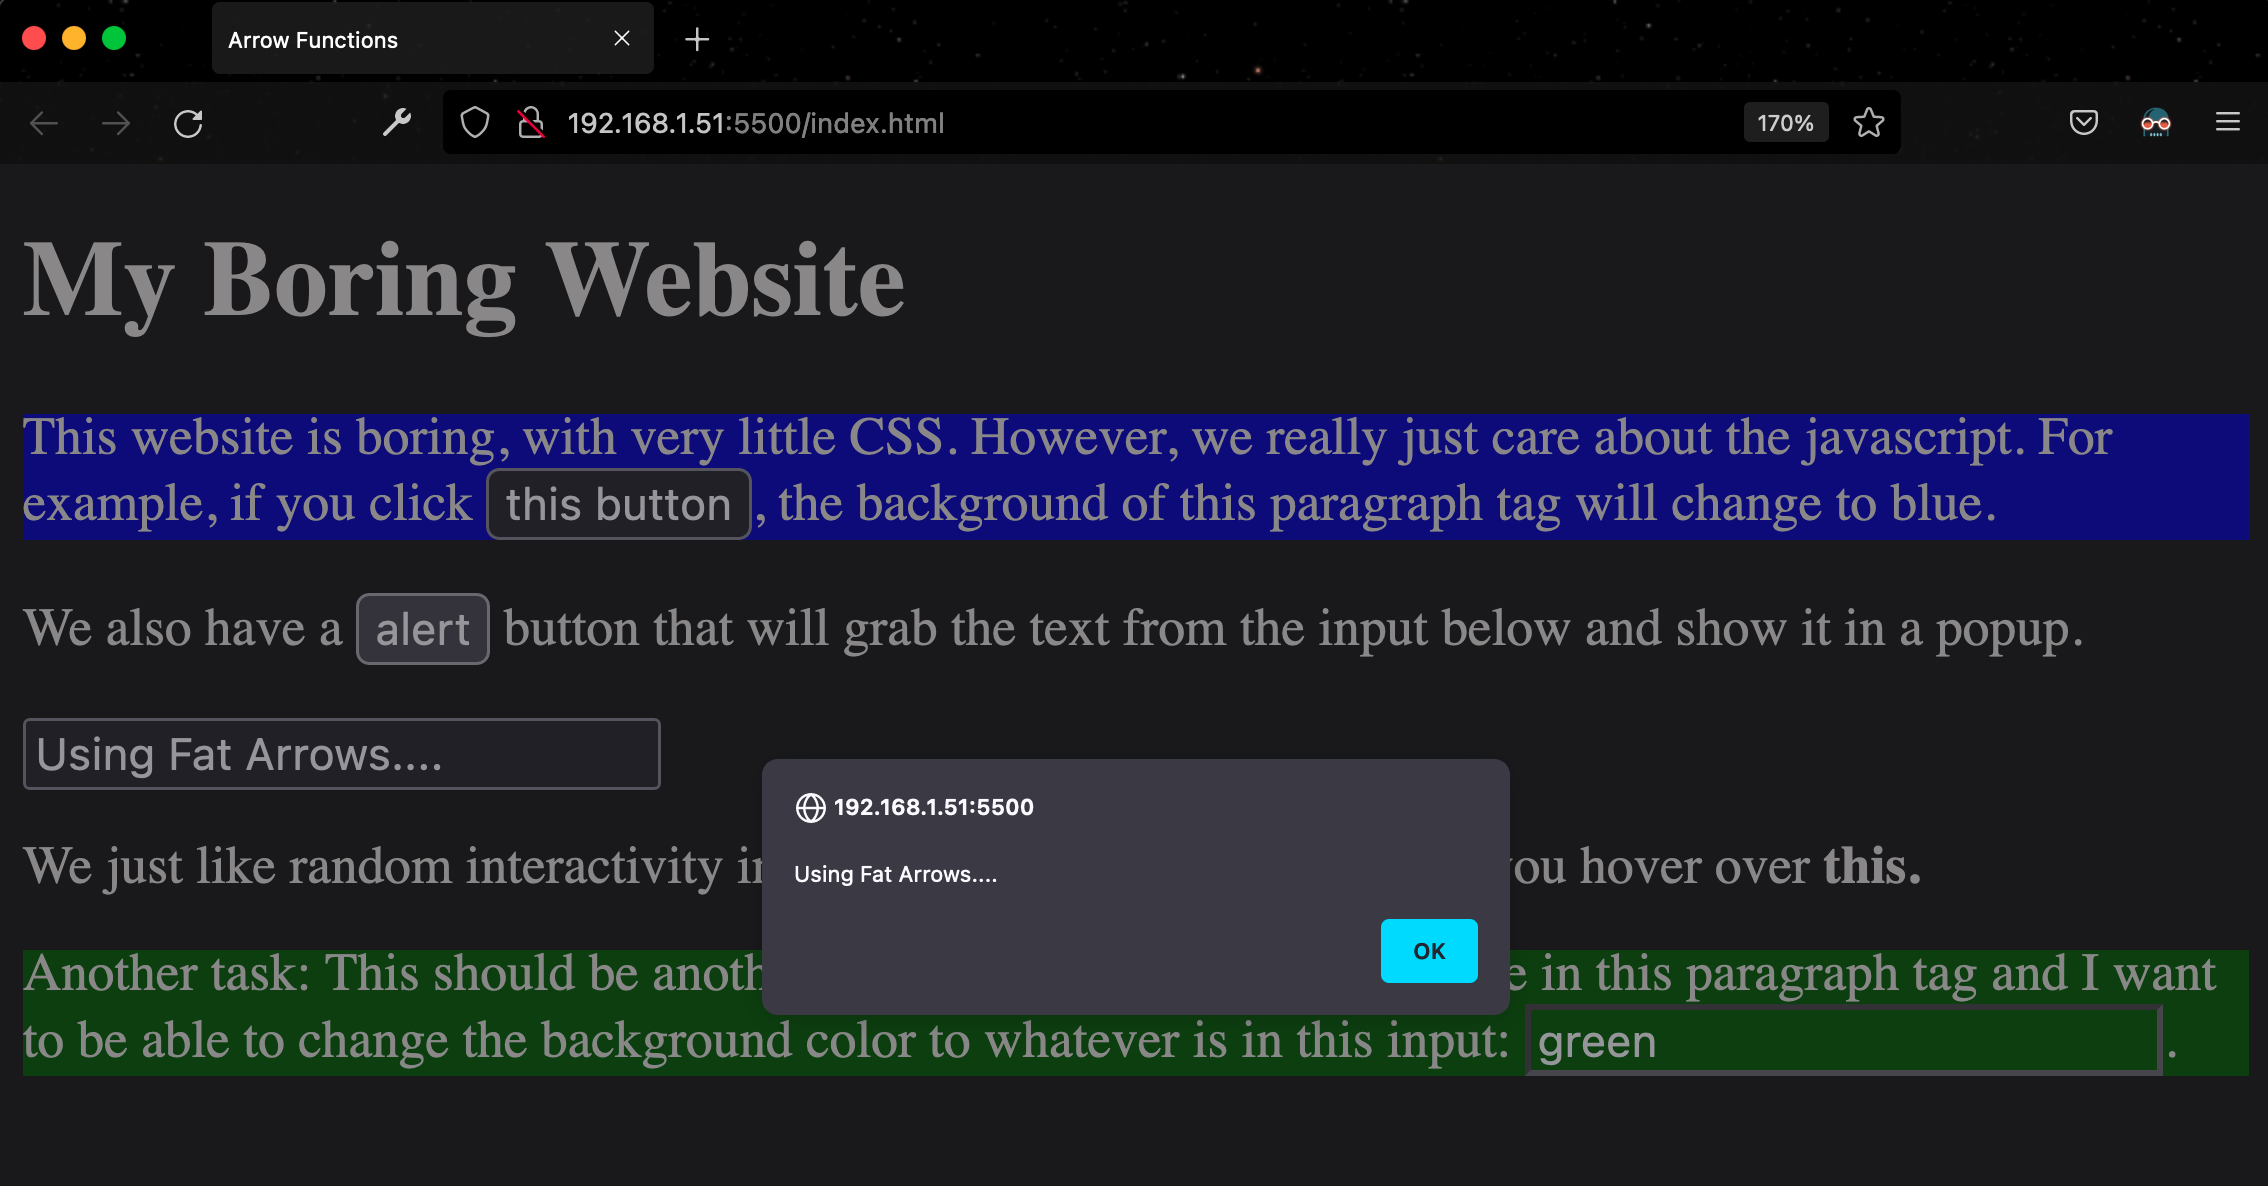 Arrow Functions
192.168.1.51:5500/index.html
170%
My Boring Website
This website is boring, with very little CSS. However, we really just care about the javascript. For
example, if you click this button, the background of this paragraph tag will change to blue.
We also have a alert button that will grab the text from the input below and show it in a popup.
Using Fat Arrows....
192.168.1.51:5500
Using Fat Arrows....
OK
We just like random interactivity you hover over this.
Another task: This should be in this paragraph tag and I want
to be able to change the background color to whatever is in this input: green.